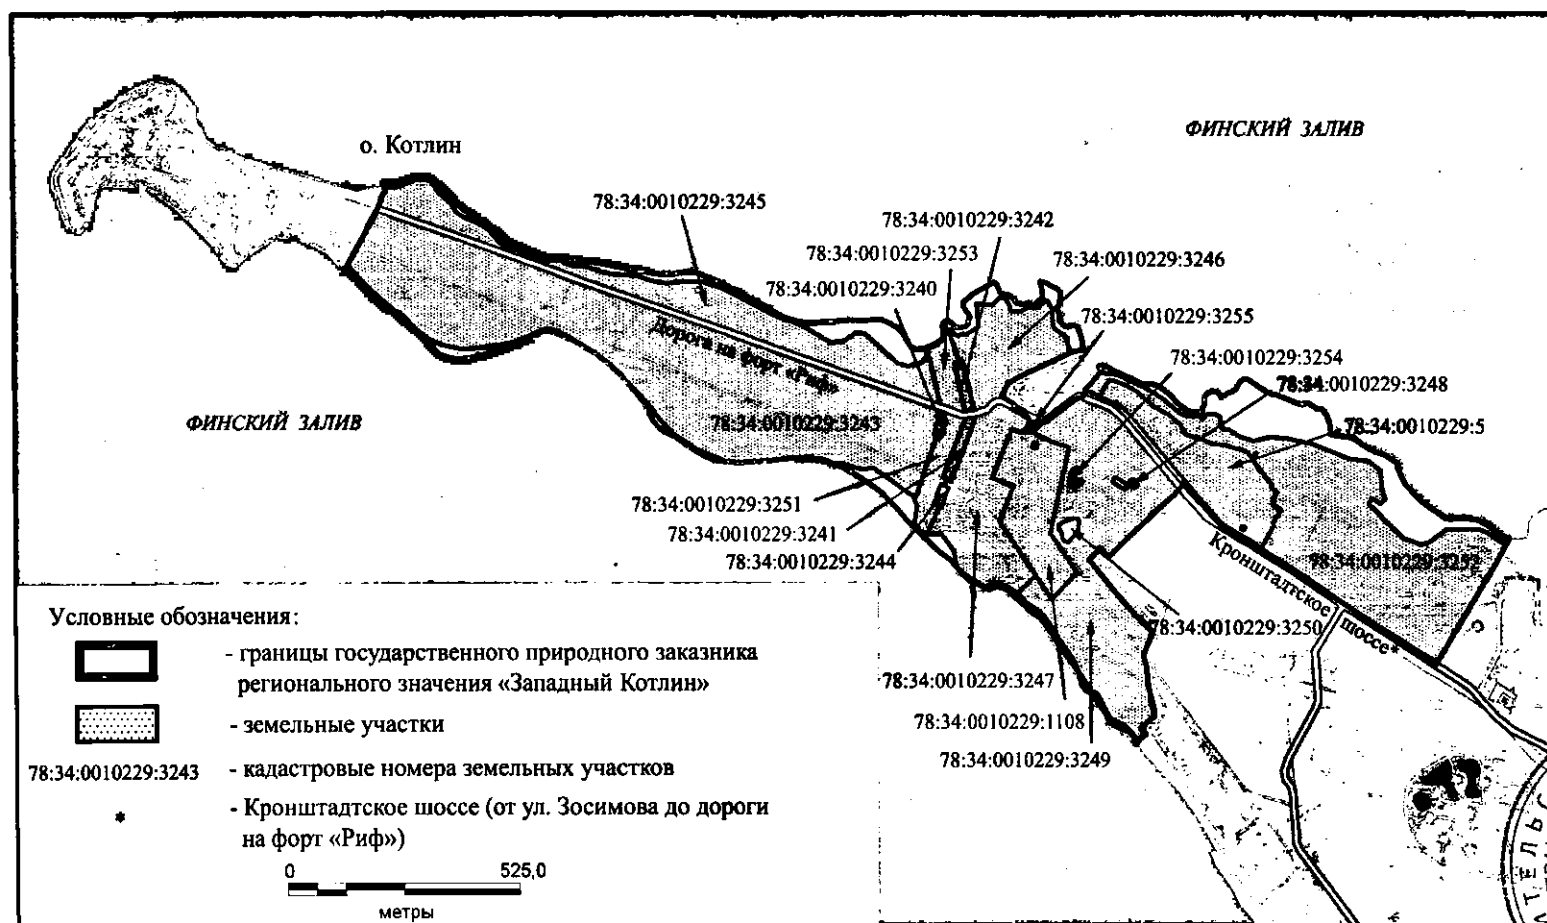 ФИНСКИЙ ЗАЛИВ
о. Котлин
78:34:0010229:3245
78:34:0010229:3242
78:34:0010229:3253
78:34:0010229:3246
78:34:0010229:3240
78:34:0010229:3255
Дорога на форт «Риф»
78:34:0010229:3254
78:34:0010229:3248
ФИНСКИЙ ЗАЛИВ
78:34:0010229:3243
78:34:0010229:5
78:34:0010229:3251
78:34:0010229:3241
78:34:0010229:3244
Кронштадтское шоссе*
78:34:0010229:3252
78:34:0010229:3250
78:34:0010229:3247
78:34:0010229:1108
78:34:0010229:3249
Условные обозначения:
- границы государственного природного заказника
регионального значения «Западный Котлин»
- земельные участки
78:34:0010229:3243 - кадастровые номера земельных участков
* - Кронштадтское шоссе (от ул. Зосимова до дороги
на форт «Риф»)
0 525,0
метры